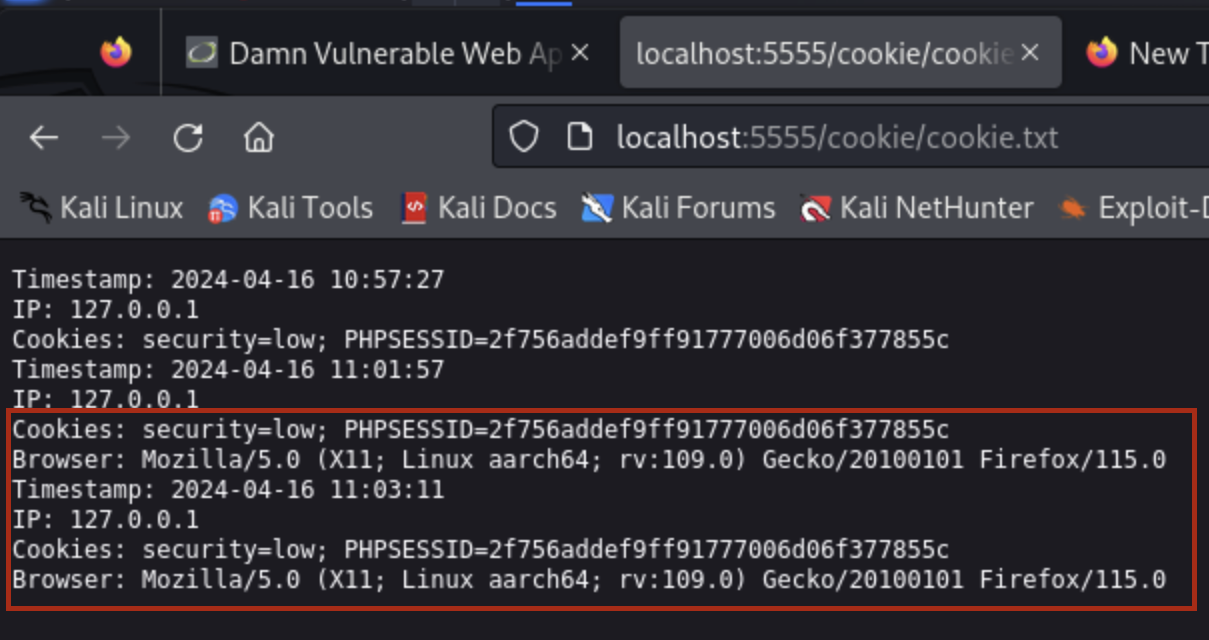 Damn Vulnerable Web Ap
localhost:5555/cookie/cookie
New T
localhost:5555/cookie/cookie.txt
Kali Linux Kali Tools Kali Docs Kali Forums Kali NetHunter Exploit-D
Timestamp: 2024-04-16 10:57:27
IP: 127.0.0.1
Cookies: security=low; PHPSESSID=2f756addef9ff91777006d06f377855c
Timestamp: 2024-04-16 11:01:57
IP: 127.0.0.1
Cookies: security=low; PHPSESSID=2f756addef9ff91777006d06f377855c
Browser: Mozilla/5.0 (X11; Linux aarch64; rv:109.0) Gecko/20100101 Firefox/115.0
Timestamp: 2024-04-16 11:03:11
IP: 127.0.0.1
Cookies: security=low; PHPSESSID=2f756addef9ff91777006d06f377855c
Browser: Mozilla/5.0 (X11; Linux aarch64; rv:109.0) Gecko/20100101 Firefox/115.0